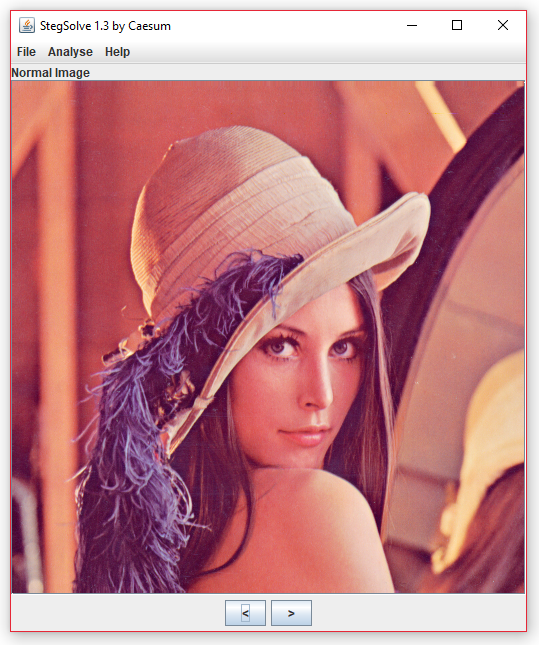 StegSolve 1.3 by Caesum
File Analyse Help
Normal Image
< >